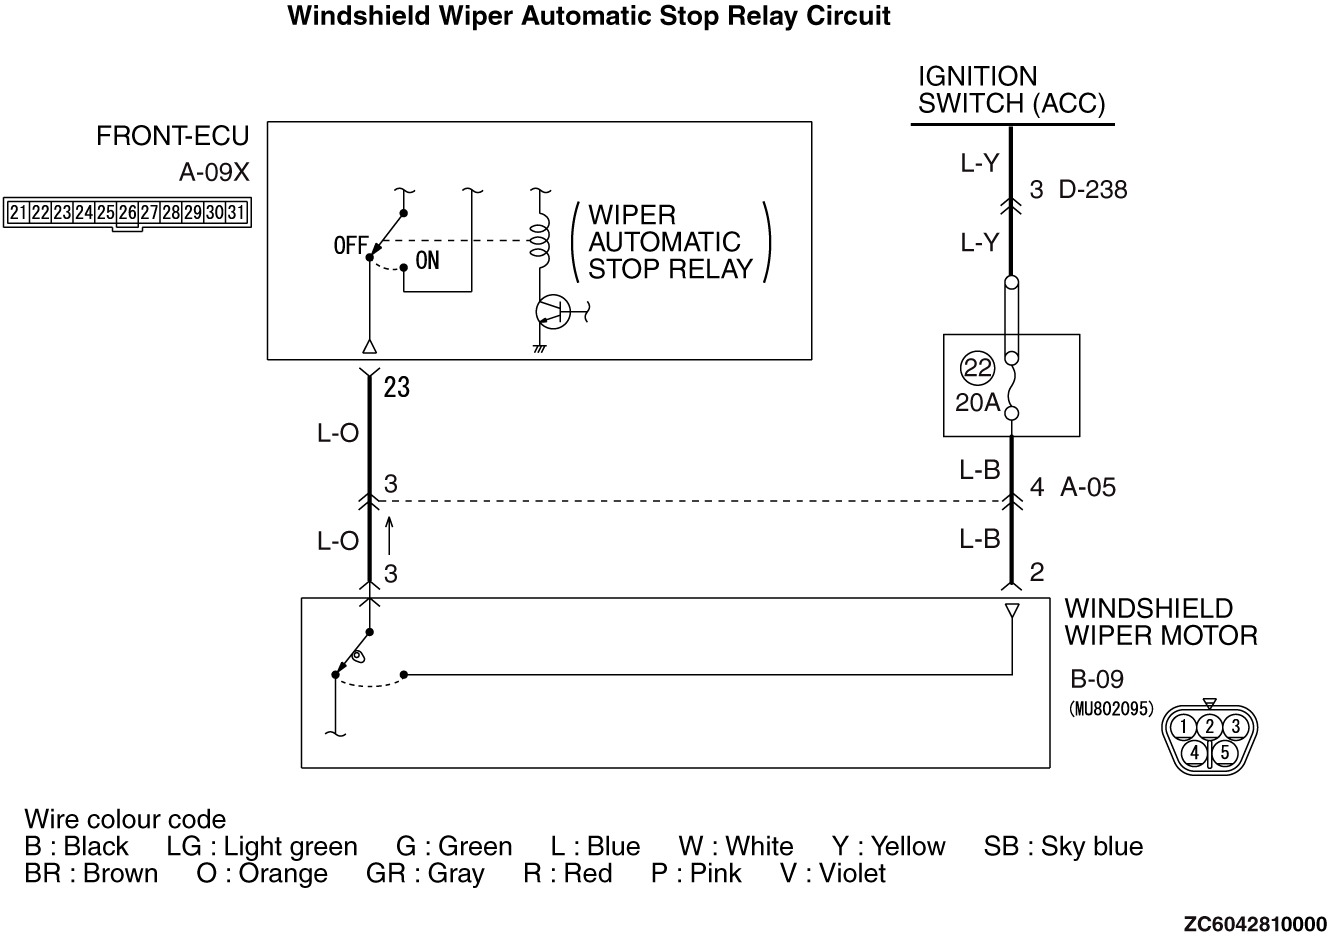 Windshield Wiper Automatic Stop Relay Circuit
IGNITION
SWITCH (ACC)
FRONT-ECU
A-09X
21 22 23 24 25 26 27 28 29 30 31
L-Y
3 D-238
L-Y
OFF
ON
(WIPER
AUTOMATIC
STOP RELAY)
22
20A
23
L-O
L-B
3
4 A-05
L-O
L-B
3
2
WINDSHIELD
WIPER MOTOR
B-09
(MU802095)
1 2 3
4 5
Wire colour code
B : Black LG : Light green G : Green L : Blue W : White Y : Yellow SB : Sky blue
BR : Brown O : Orange GR : Gray R : Red P : Pink V : Violet
ZC6042810000